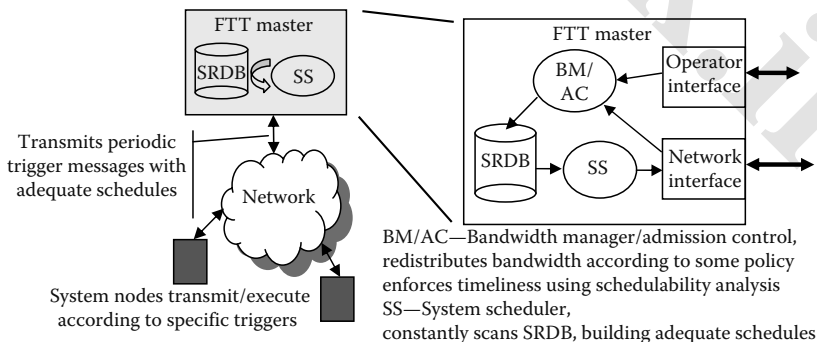 FTT master
SRDB
SS
Transmits periodic
trigger messages with
adequate schedules
Network
System nodes transmit/execute
according to specific triggers
FTT master
BM/
AC
Operator
interface
SRDB
SS
Network
interface
BM/AC—Bandwidth manager/admission control,
redistributes bandwidth according to some policy
enforces timeliness using schedulability analysis
SS—System scheduler,
constantly scans SRDB, building adequate schedules